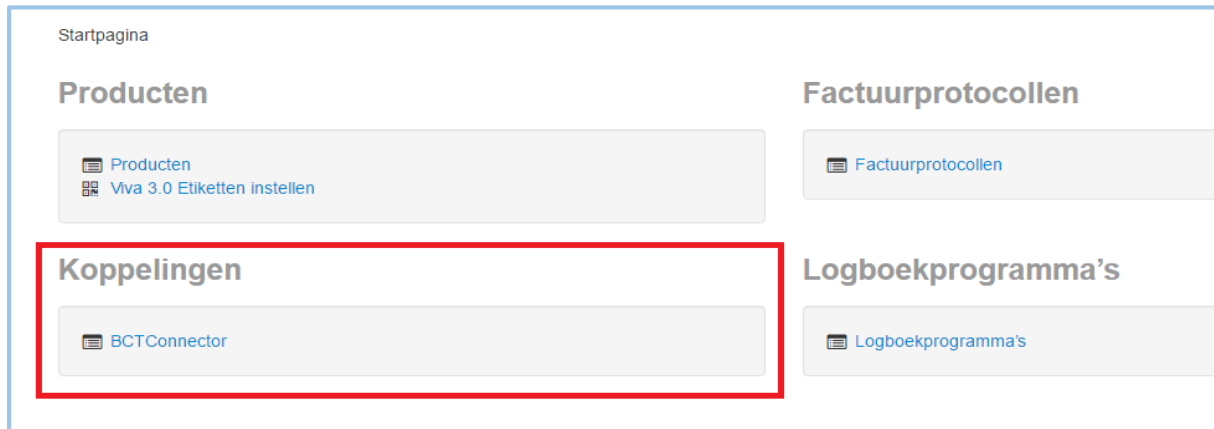 Startpagina
Producten
Producten
Viva 3.0 Etiketten instellen
Factuurprotocollen
Factuurprotocollen
Koppelingen
BCTConnector
Logboekprogramma’s
Logboekprogramma's